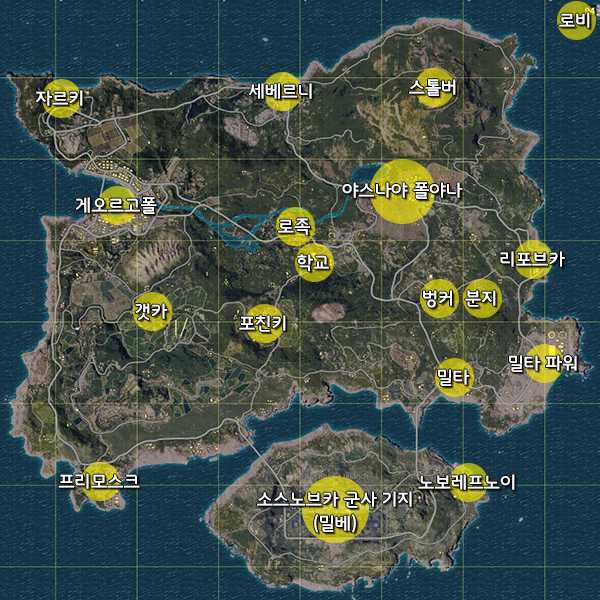 로비
자르키
세베르니
스톨버
게오르고폴
야스나야 폴야나
로족
학교
리포브카
벙커
분지
갯카
포친키
밀타
밀타 파워
프리모스크
소스노브카 군사 기지
(밀베)
노보레프노이